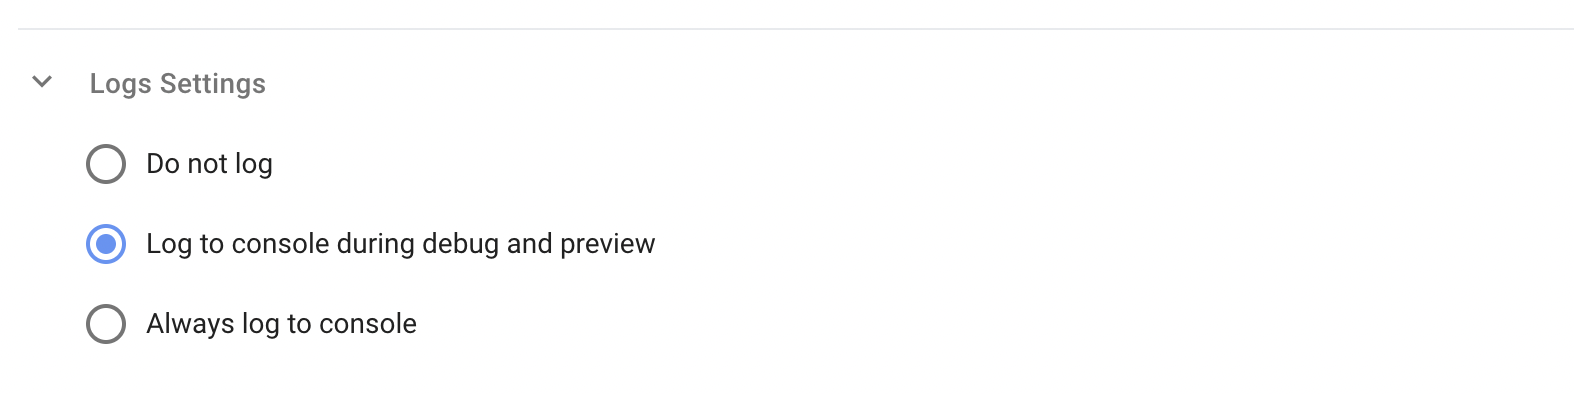 Logs Settings
Do not log
Log to console during debug and preview
Always log to console